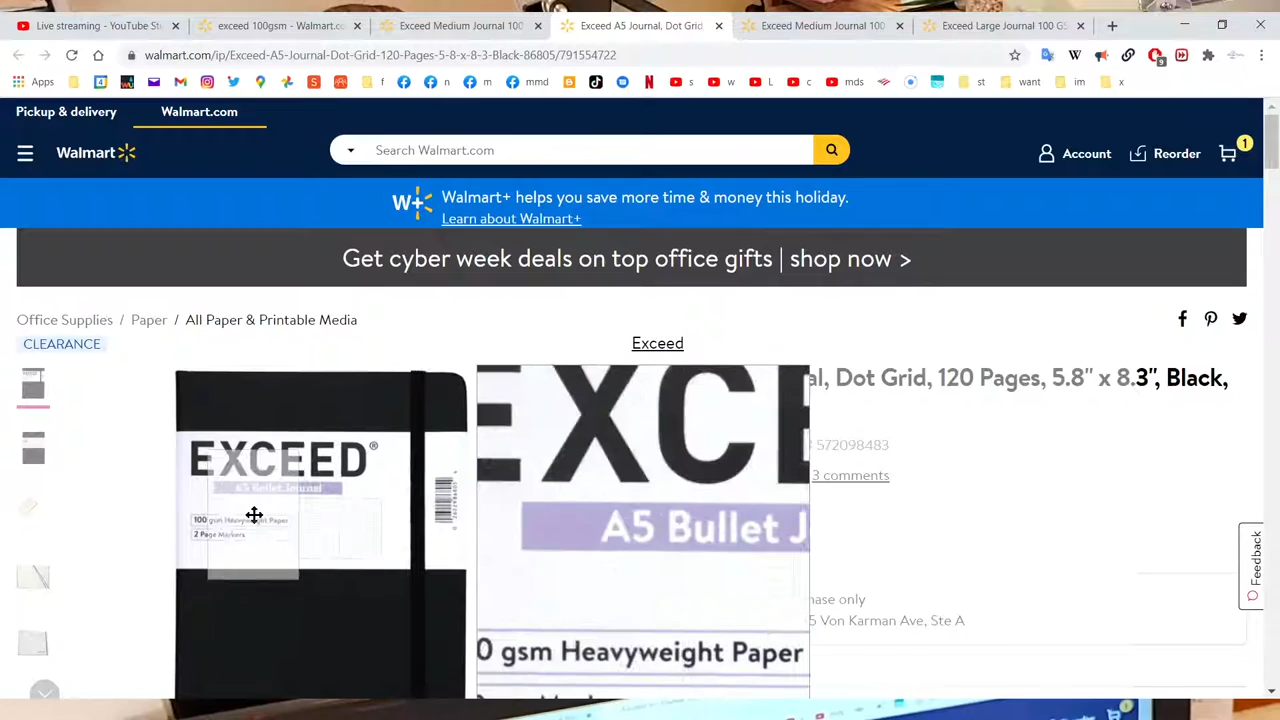 Live streaming - YouTube St
exceed 100gsm - Walmart.co
Exceed Medium Journal 100
Exceed A5 Journal, Dot Grid
Exceed Medium Journal 100
Exceed Large Journal 100 GS
walmart.com/ip/Exceed-A5-Journal-Dot-Grid-120-Pages-5-8-x-8-3-Black-86805/791554722
9
Apps f f n m mmd s w L c mds st want im x
Pickup & delivery
Walmart.com
Walmart
Search Walmart.com
Account
Reorder
1
W+
Walmart+ helps you save more time & money this holiday.
Learn about Walmart+
Get cyber week deals on top office gifts | shop now >
Office Supplies / Paper / All Paper & Printable Media
CLEARANCE
Exceed
al, Dot Grid, 120 Pages, 5.8" x 8.3", Black,
572098483
3 comments
EXCEED®
A5 Bullet Journal
100 gsm Heavyweight Paper
2 Page Markers
EXCE
A5 Bullet J
0 gsm Heavyweight Paper
hase only
5 Von Karman Ave, Ste A
Feedback